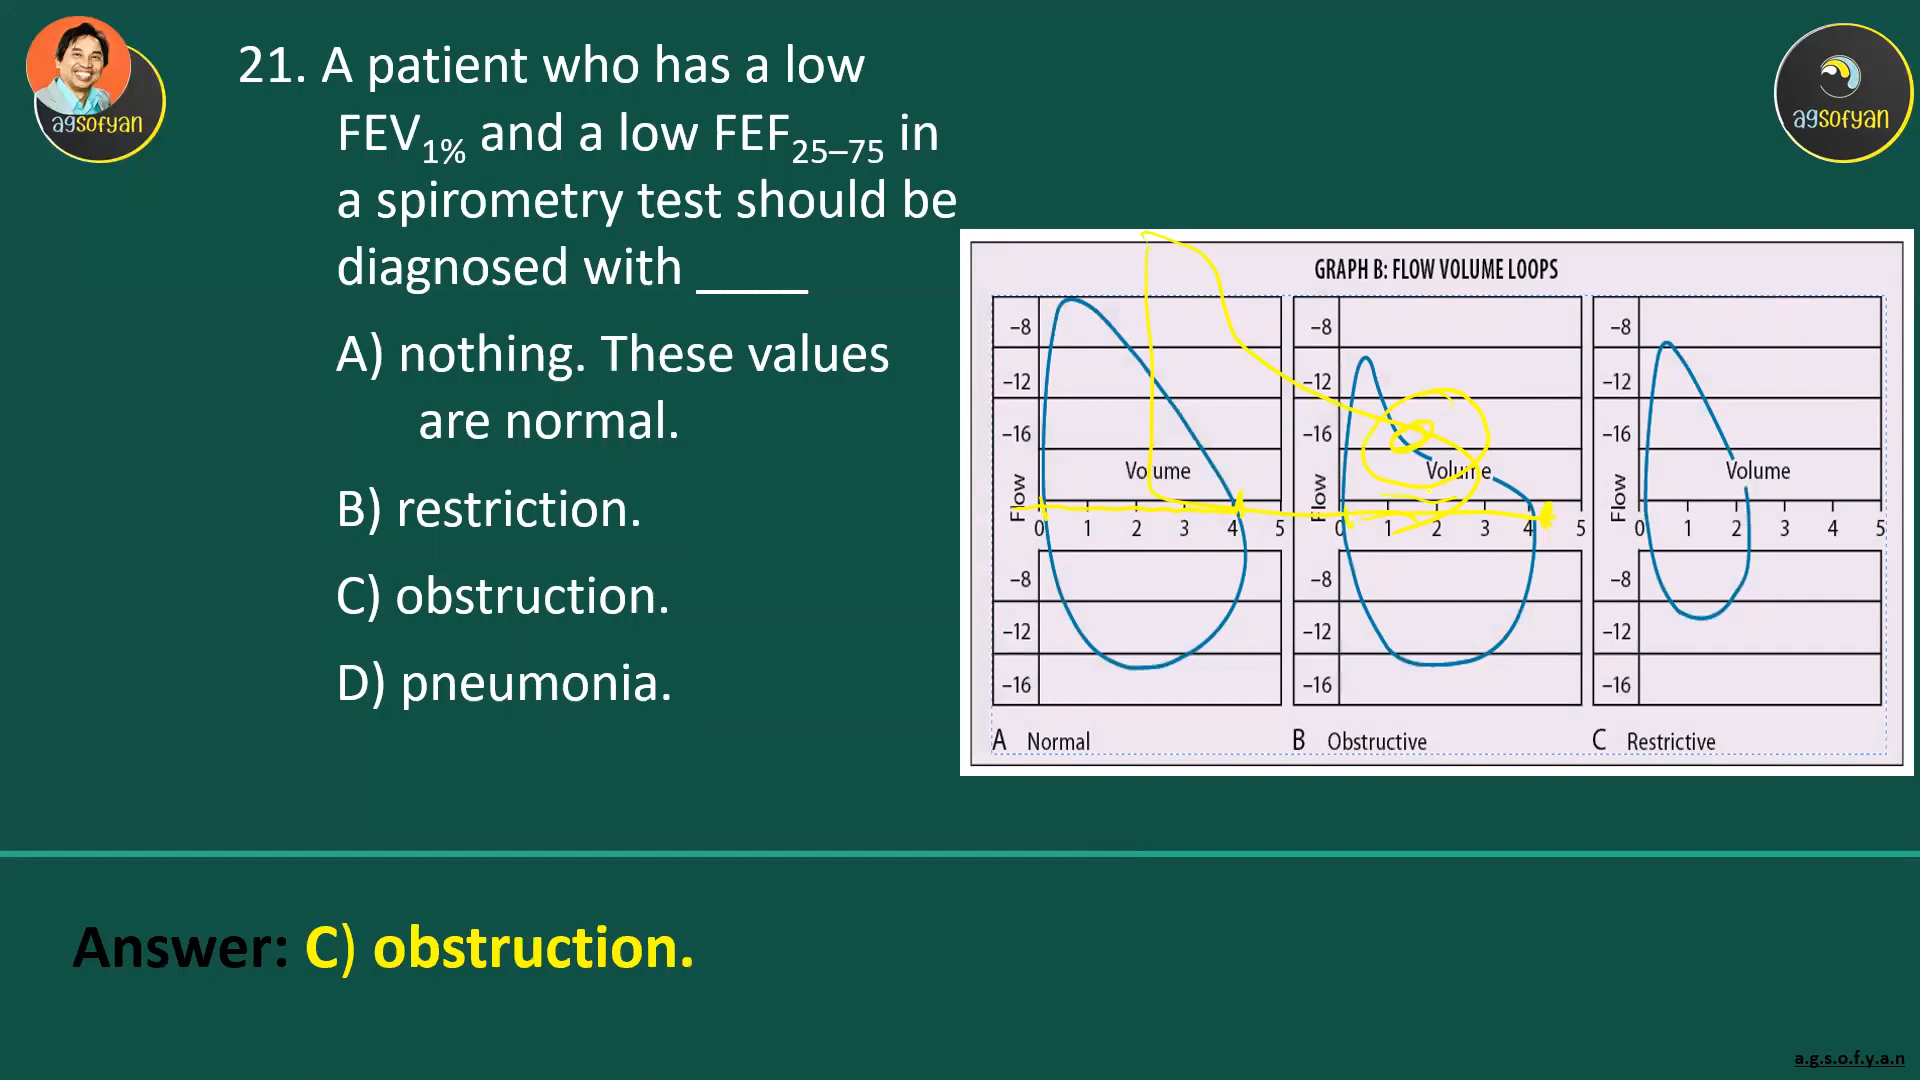 agsofyan
agsofyan
21. A patient who has a low
FEV1% and a low FEF25–75 in
a spirometry test should be
diagnosed with ____
A) nothing. These values
are normal.
B) restriction.
C) obstruction.
D) pneumonia.
GRAPH B: FLOW VOLUME LOOPS
–8
–12
–16
Volume
Flow
0 1 2 3 4 5
–8
–12
–16
A Normal
–8
–12
–16
Volume
Flow
0 1 2 3 4 5
–8
–12
–16
B Obstructive
–8
–12
–16
Volume
Flow
0 1 2 3 4 5
–8
–12
–16
C Restrictive
Answer: C) obstruction.
a.g.s.o.f.y.a.n